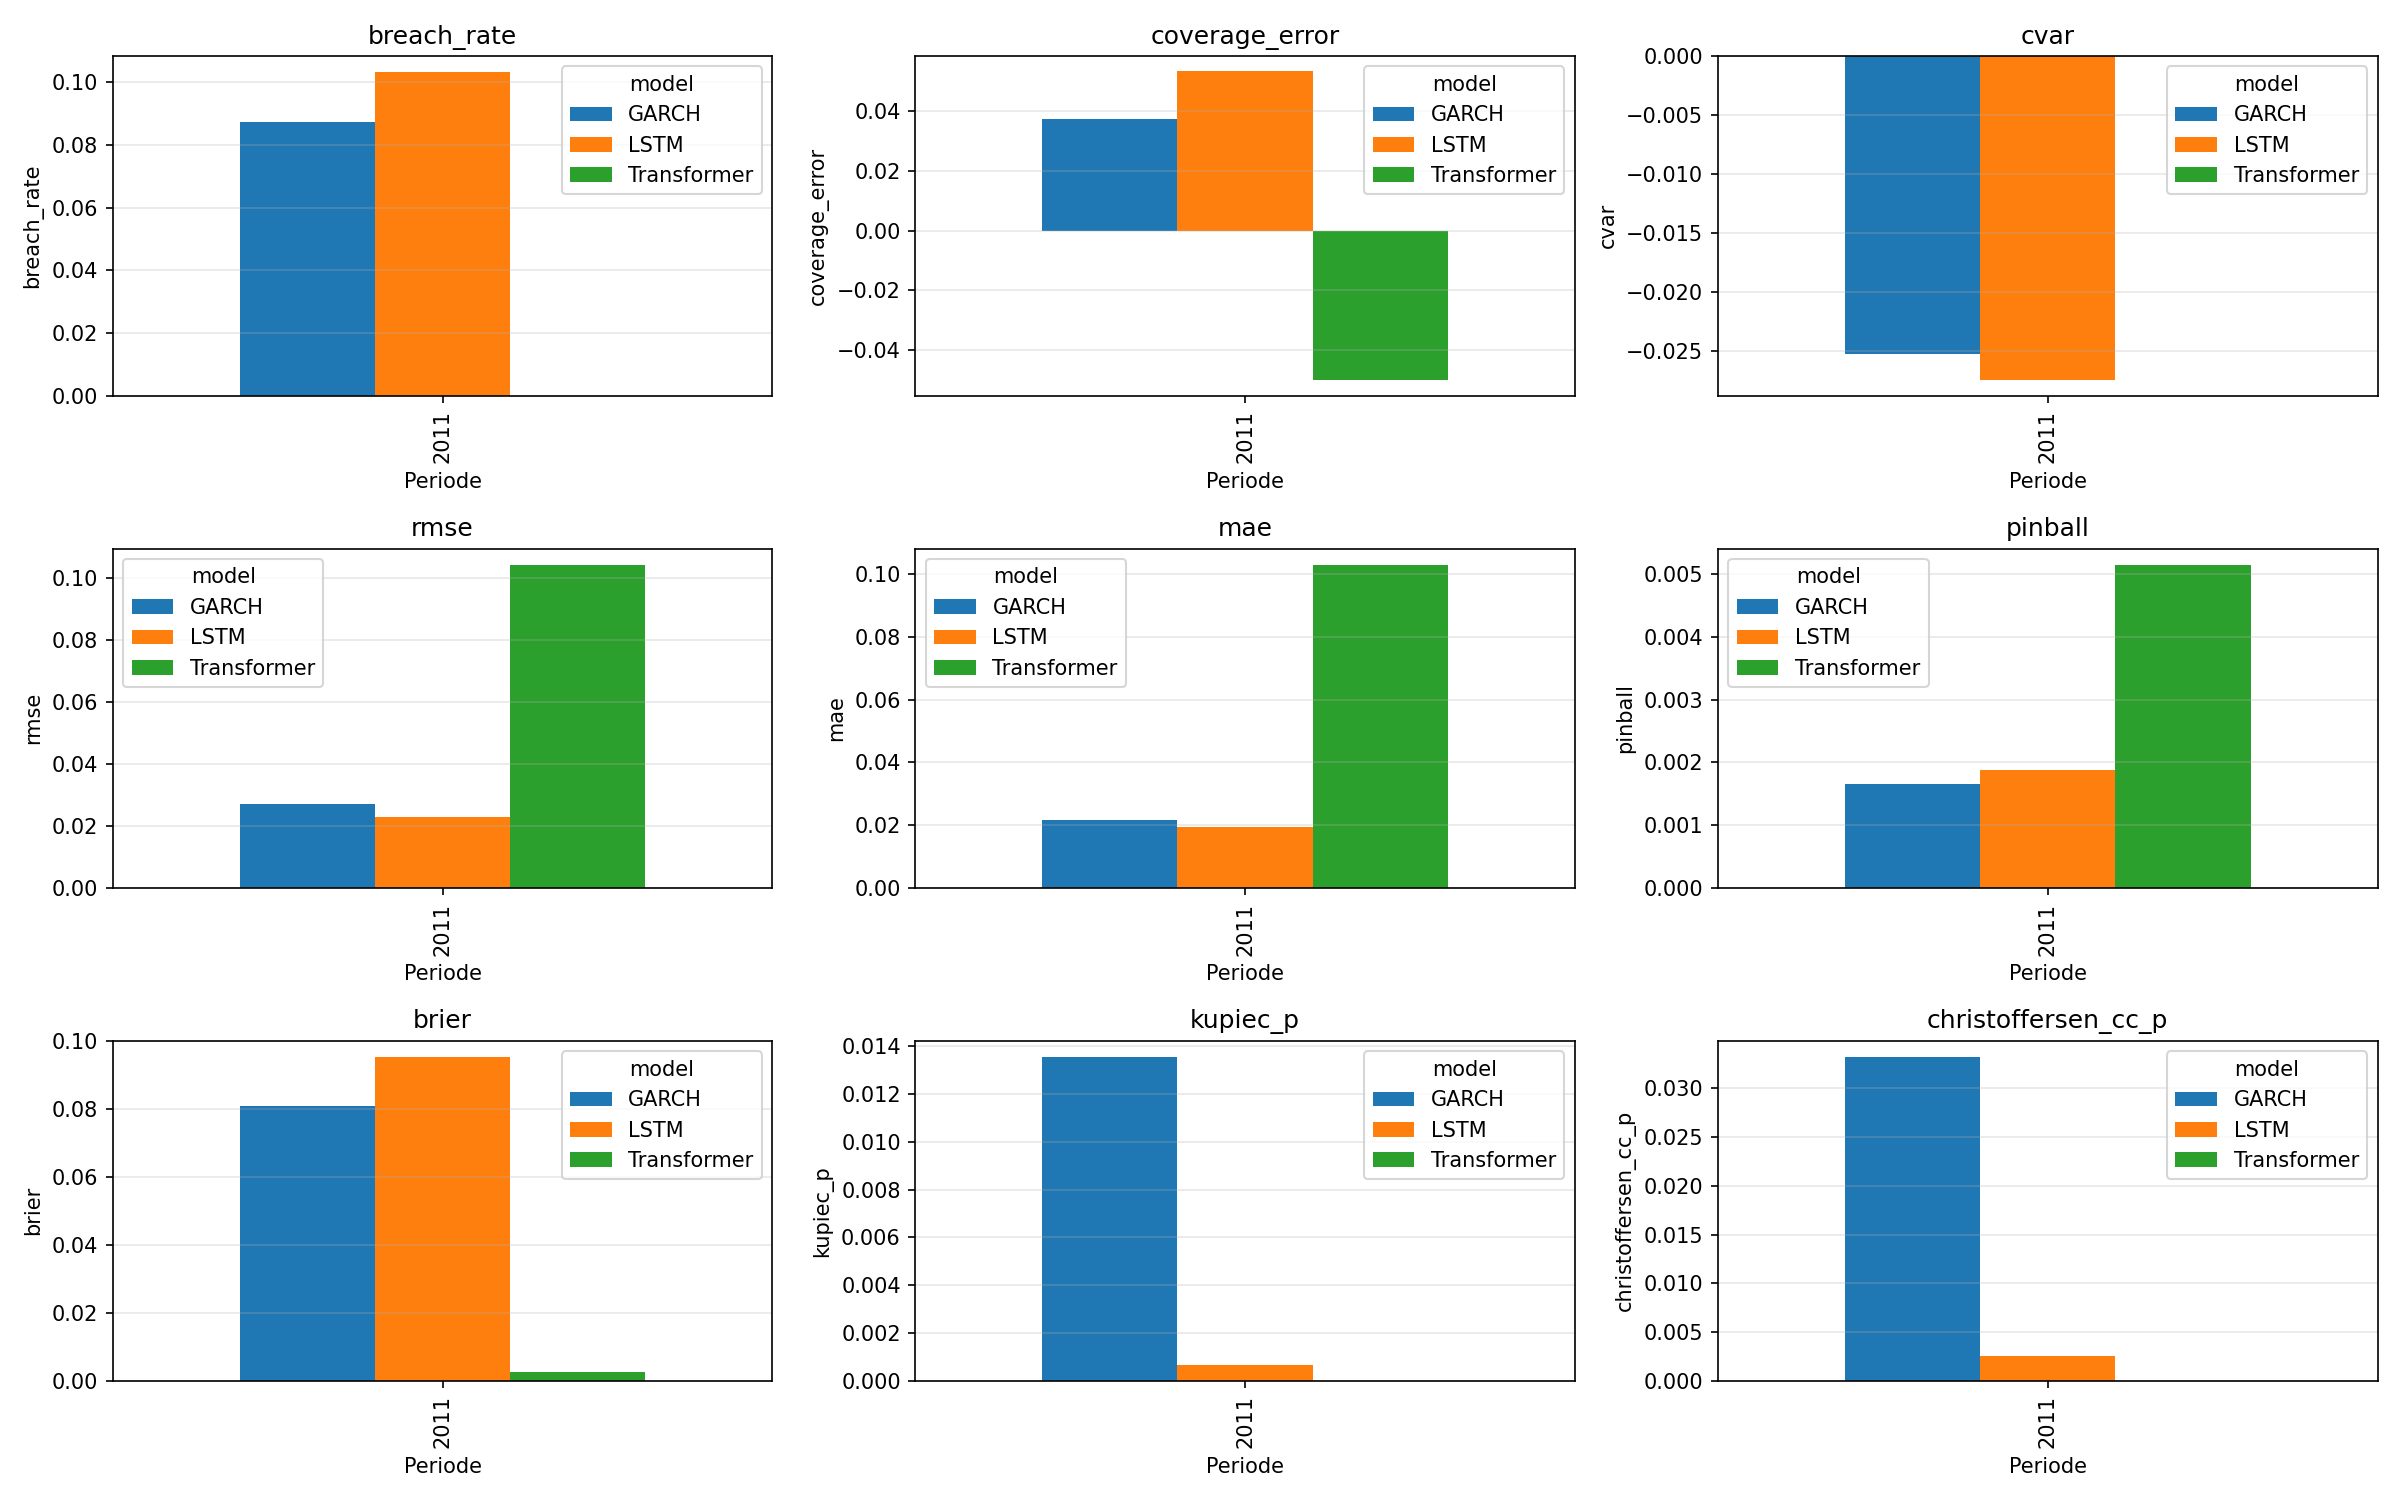 breach_rate
breach_rate
0.10
0.08
0.06
0.04
0.02
0.00
model
GARCH
LSTM
Transformer
2011
Periode
coverage_error
coverage_error
0.04
0.02
0.00
−0.02
−0.04
model
GARCH
LSTM
Transformer
2011
Periode
cvar
cvar
0.000
−0.005
−0.010
−0.015
−0.020
−0.025
model
GARCH
LSTM
Transformer
2011
Periode
rmse
rmse
0.10
0.08
0.06
0.04
0.02
0.00
model
GARCH
LSTM
Transformer
2011
Periode
mae
mae
0.10
0.08
0.06
0.04
0.02
0.00
model
GARCH
LSTM
Transformer
2011
Periode
pinball
pinball
0.005
0.004
0.003
0.002
0.001
0.000
model
GARCH
LSTM
Transformer
2011
Periode
brier
brier
0.10
0.08
0.06
0.04
0.02
0.00
model
GARCH
LSTM
Transformer
2011
Periode
kupiec_p
kupiec_p
0.014
0.012
0.010
0.008
0.006
0.004
0.002
0.000
model
GARCH
LSTM
Transformer
2011
Periode
christoffersen_cc_p
christoffersen_cc_p
0.030
0.025
0.020
0.015
0.010
0.005
0.000
model
GARCH
LSTM
Transformer
2011
Periode